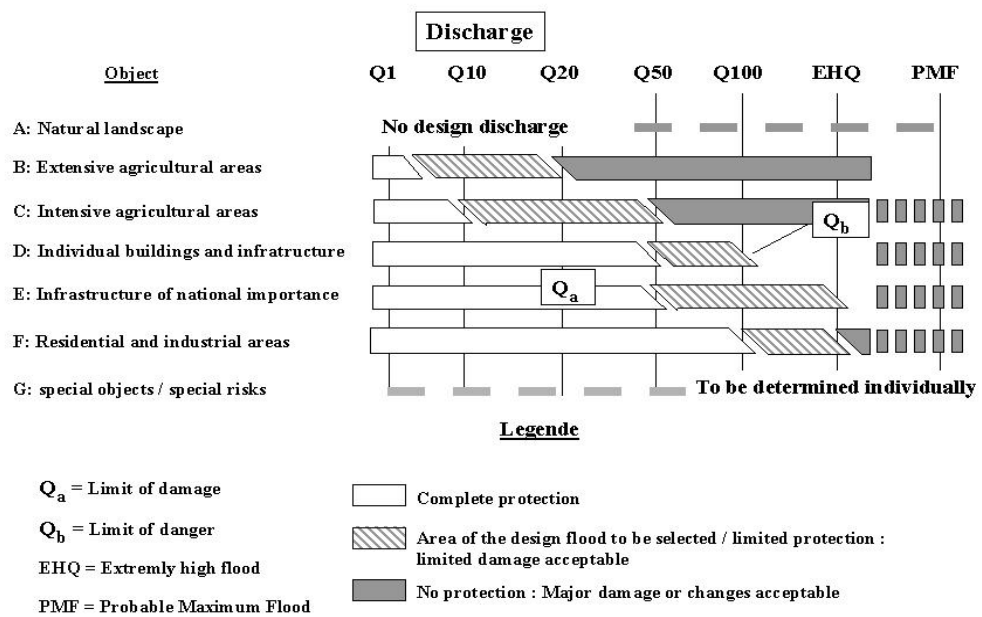 Discharge
Object
Q1 Q10 Q20 Q50 Q100 EHQ PMF
A: Natural landscape
No design discharge
B: Extensive agricultural areas
C: Intensive agricultural areas
Qb
D: Individual buildings and infratructure
E: Infrastructure of national importance
Qa
F: Residential and industrial areas
G: special objects / special risks
To be determined individually
Legende
Qa = Limit of damage
Qb = Limit of danger
EHQ = Extremly high flood
PMF = Probable Maximum Flood
Complete protection
Area of the design flood to be selected / limited protection :
limited damage acceptable
No protection : Major damage or changes acceptable